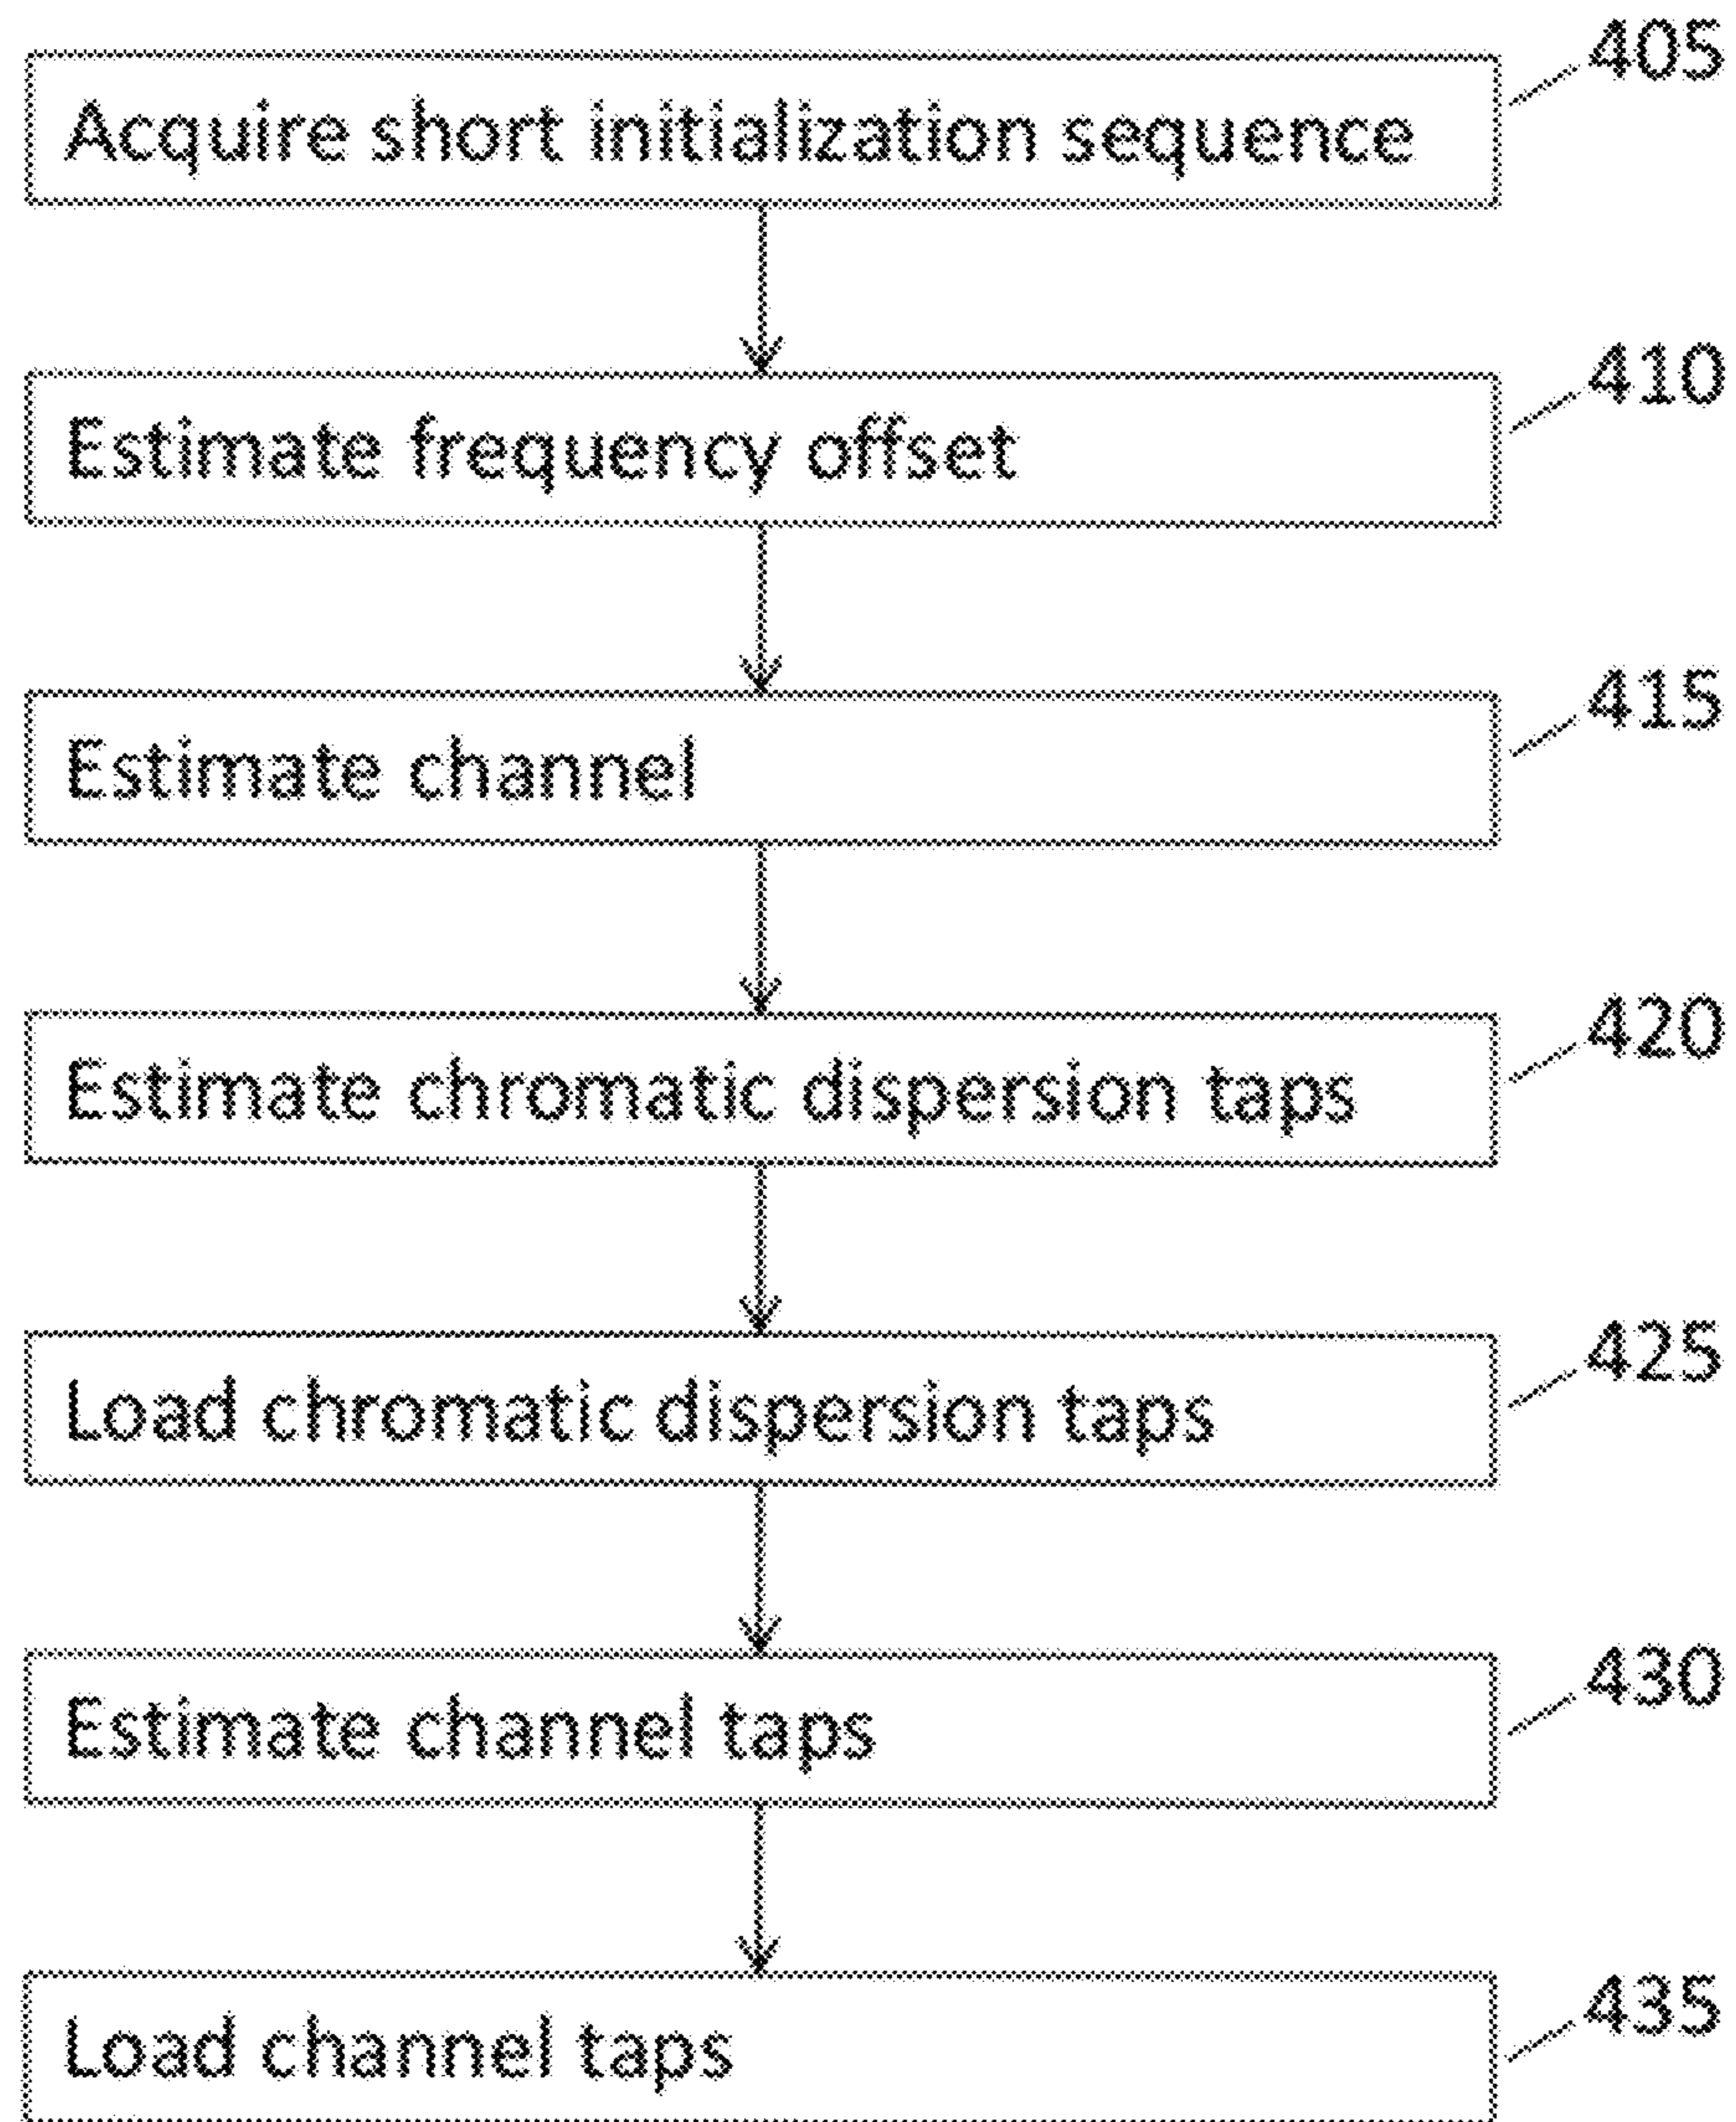 405
Acquire short initialization sequence
410
Estimate frequency offset
415
Estimate channel
420
Estimate chromatic dispersion taps
425
Load chromatic dispersion taps
430
Estimate channel taps
435
Load channel taps